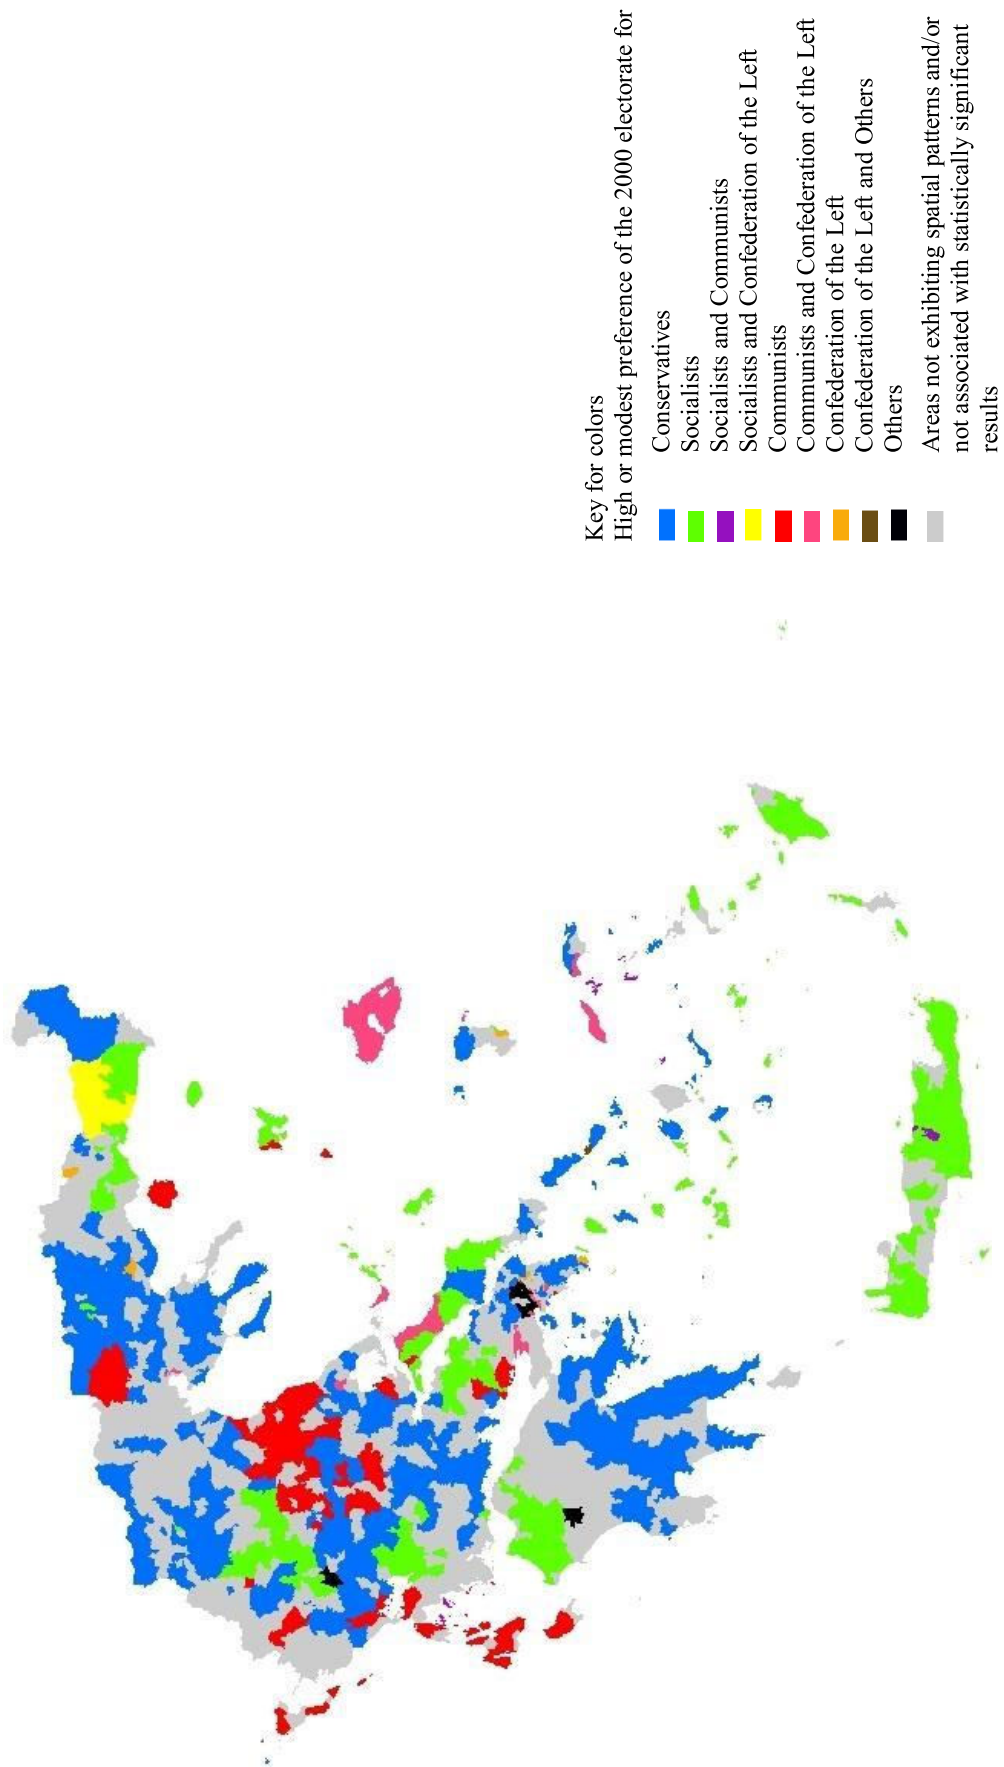 Key for colors
High or modest preference of the 2000 electorate for
Conservatives
Socialists
Socialists and Communists
Socialists and Confederation of the Left
Communists
Communists and Confederation of the Left
Confederation of the Left
Confederation of the Left and Others
Others
Areas not exhibiting spatial patterns and/or
not associated with statistically significant
results